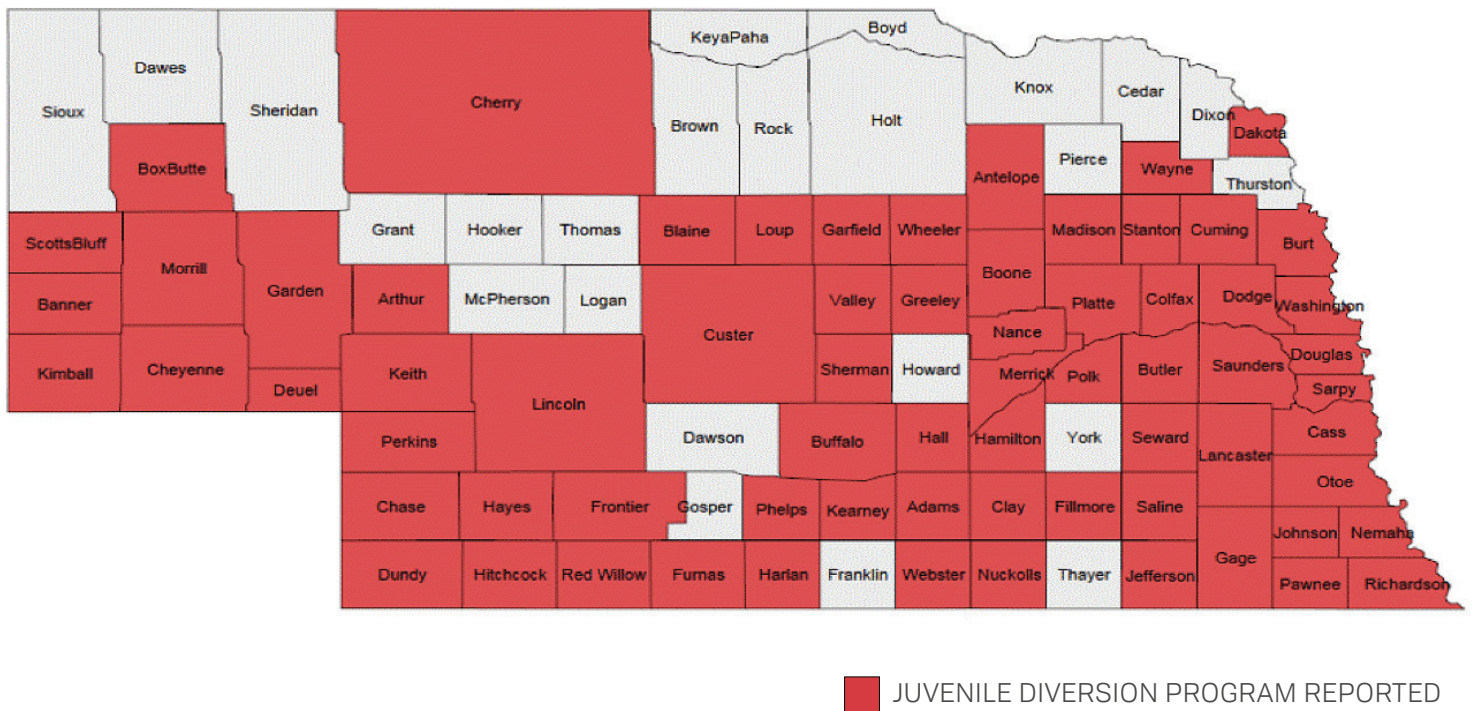 KeyaPaha
Boyd
Dawes
Sioux
Sheridan
Cherry
Brown
Rock
Holt
Knox
Cedar
Dixon
Dakota
BoxButte
Antelope
Pierce
Wayne
Thurston
ScottsBluff
Morrill
Garden
Grant
Hooker
Thomas
Blaine
Loup
Garfield
Wheeler
Boone
Madison
Stanton
Cuming
Burt
Banner
Arthur
McPherson
Logan
Custer
Valley
Greeley
Nance
Platte
Colfax
Dodge
Washington
Kimball
Cheyenne
Deuel
Keith
Lincoln
Sherman
Howard
Merrick
Polk
Butler
Saunders
Douglas
Sarpy
Perkins
Dawson
Buffalo
Hall
Hamilton
York
Seward
Lancaster
Cass
Otoe
Chase
Hayes
Frontier
Gosper
Phelps
Kearney
Adams
Clay
Fillmore
Saline
Gage
Johnson
Nemaha
Dundy
Hitchcock
Red Willow
Furnas
Harlan
Franklin
Webster
Nuckolls
Thayer
Jefferson
Pawnee
Richardson
JUVENILE DIVERSION PROGRAM REPORTED